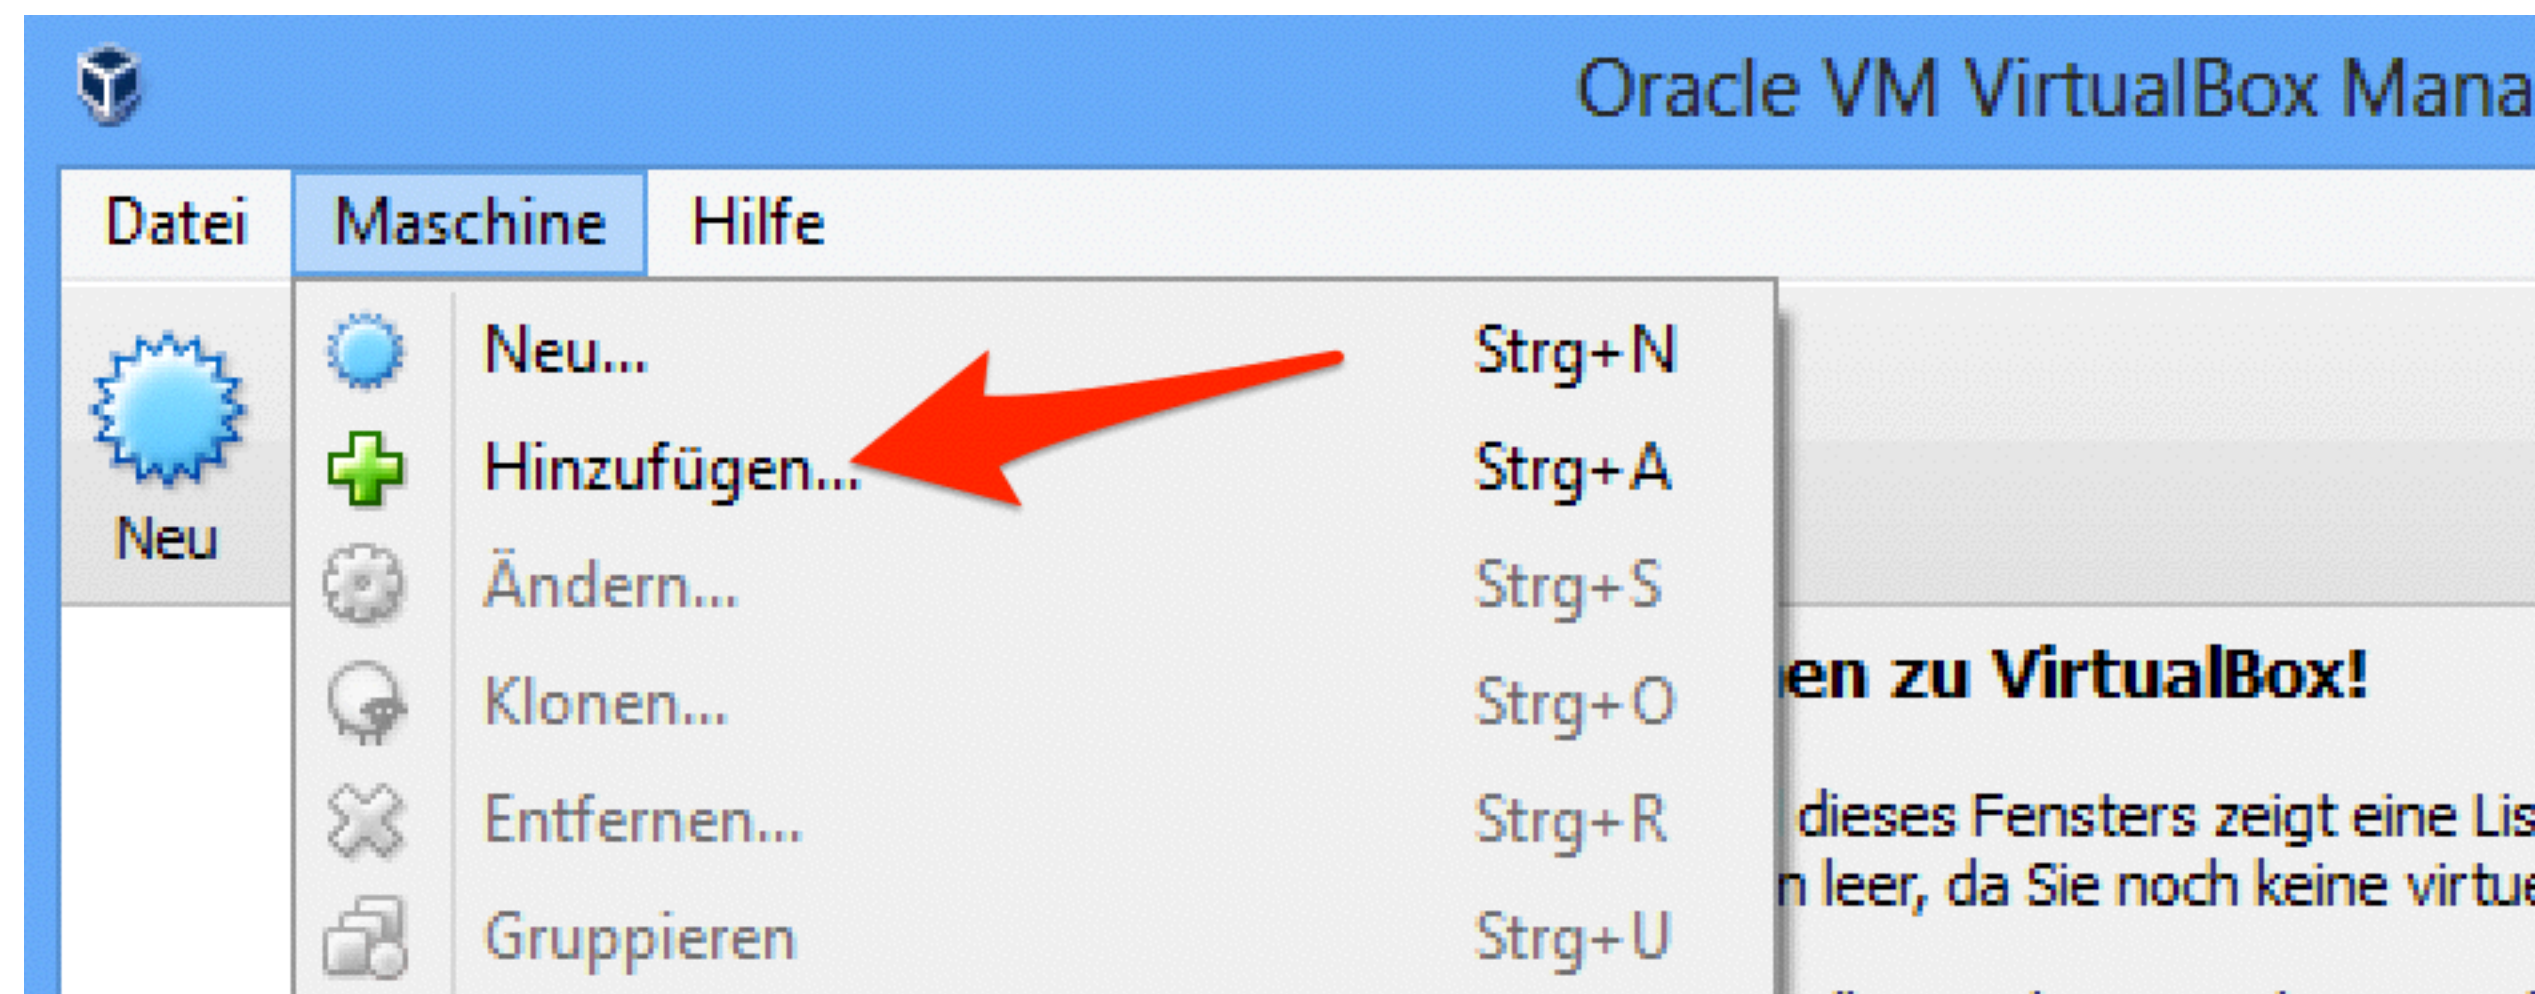 Oracle VM VirtualBox Mana
Datei Maschine Hilfe
Neu
Neu... Strg+N
Hinzufügen... Strg+A
Ändern... Strg+S
Klonen... Strg+O
Entfernen... Strg+R
Gruppieren Strg+U
en zu VirtualBox!
dieses Fensters zeigt eine Lis
n leer, da Sie noch keine virtue